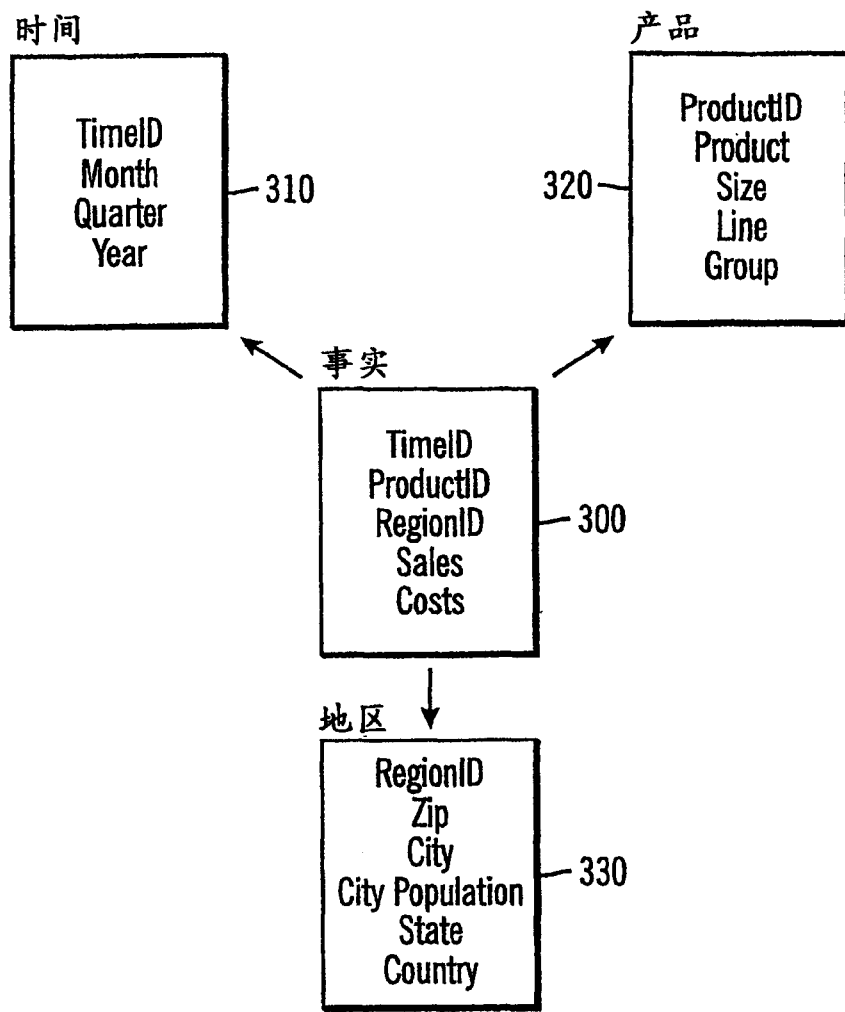 时间
TimeID
Month
Quarter
Year
310
产品
ProductID
Product
Size
Line
Group
320
事实
TimeID
ProductID
RegionID
Sales
Costs
300
地区
RegionID
Zip
City
City Population
State
Country
330